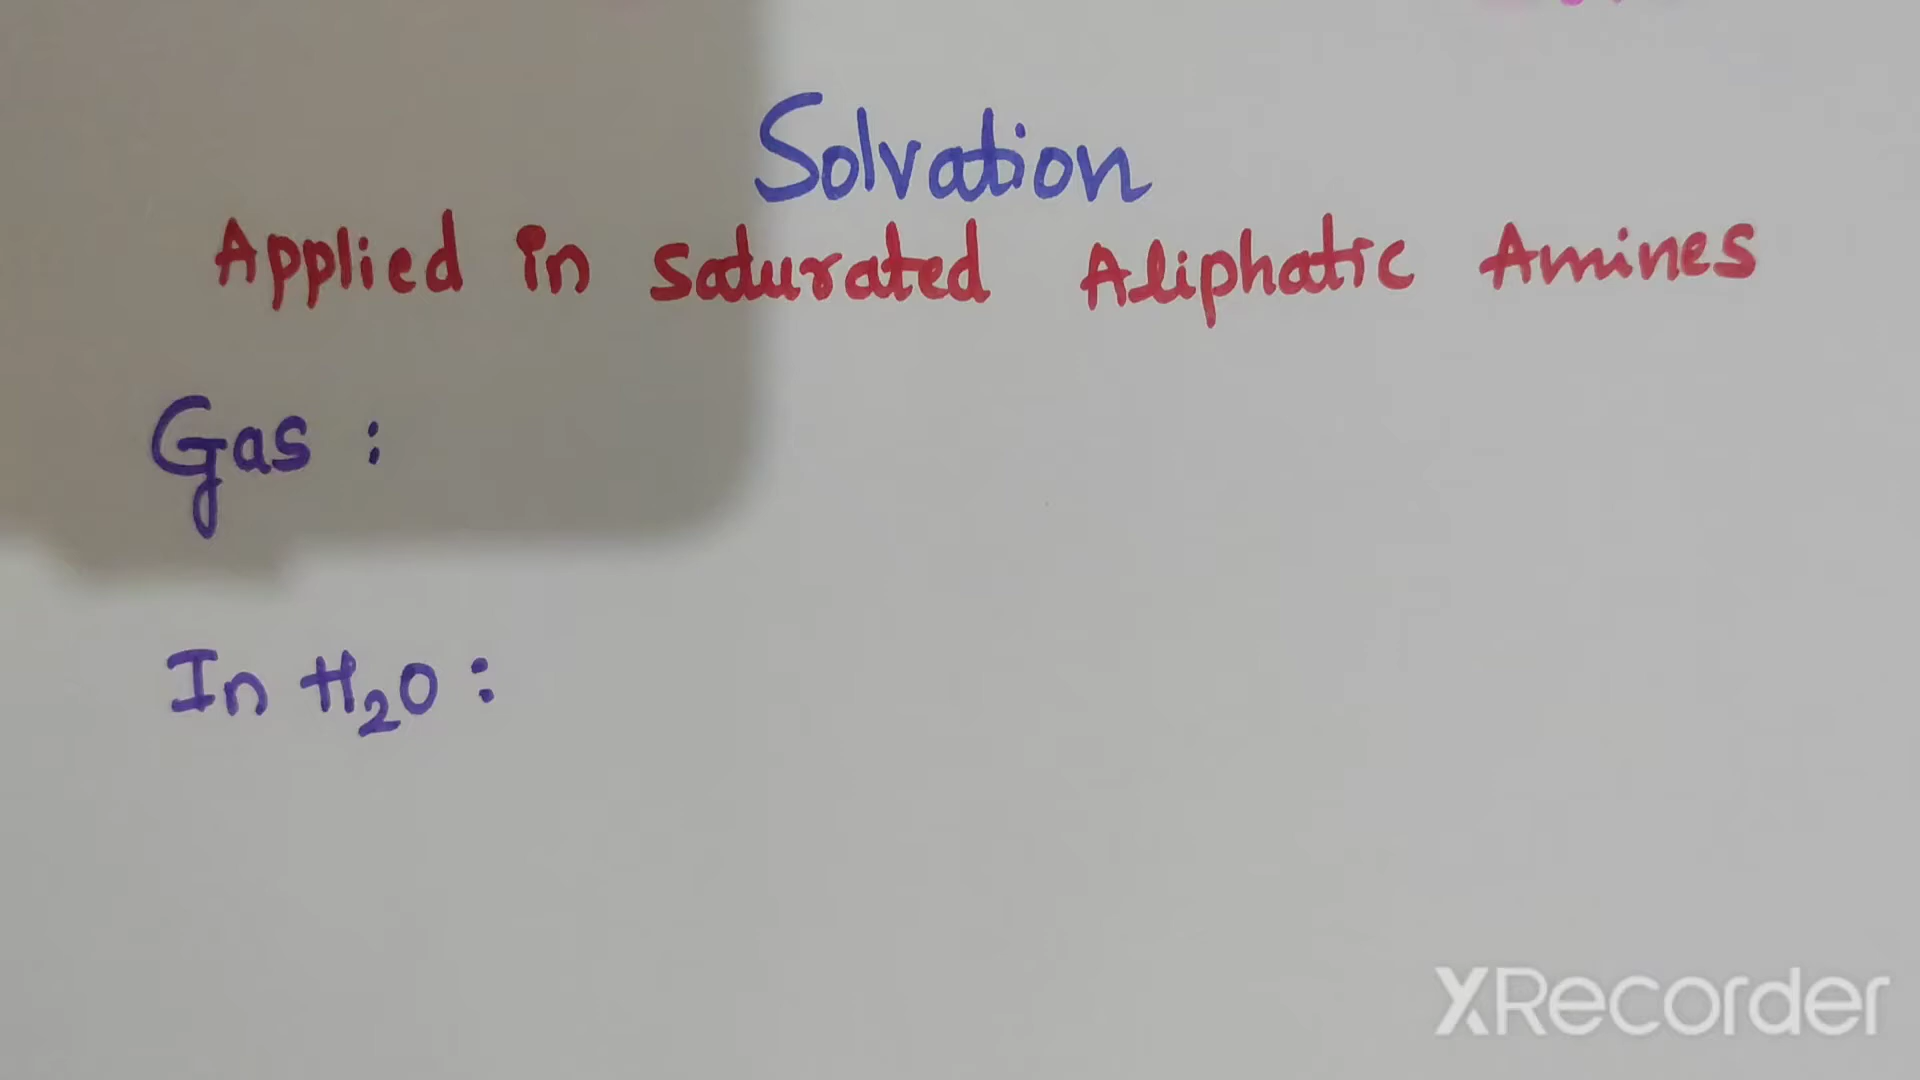 Solvation
Applied in Saturated Aliphatic Amines
Gas :
In H₂O :
XRecorder